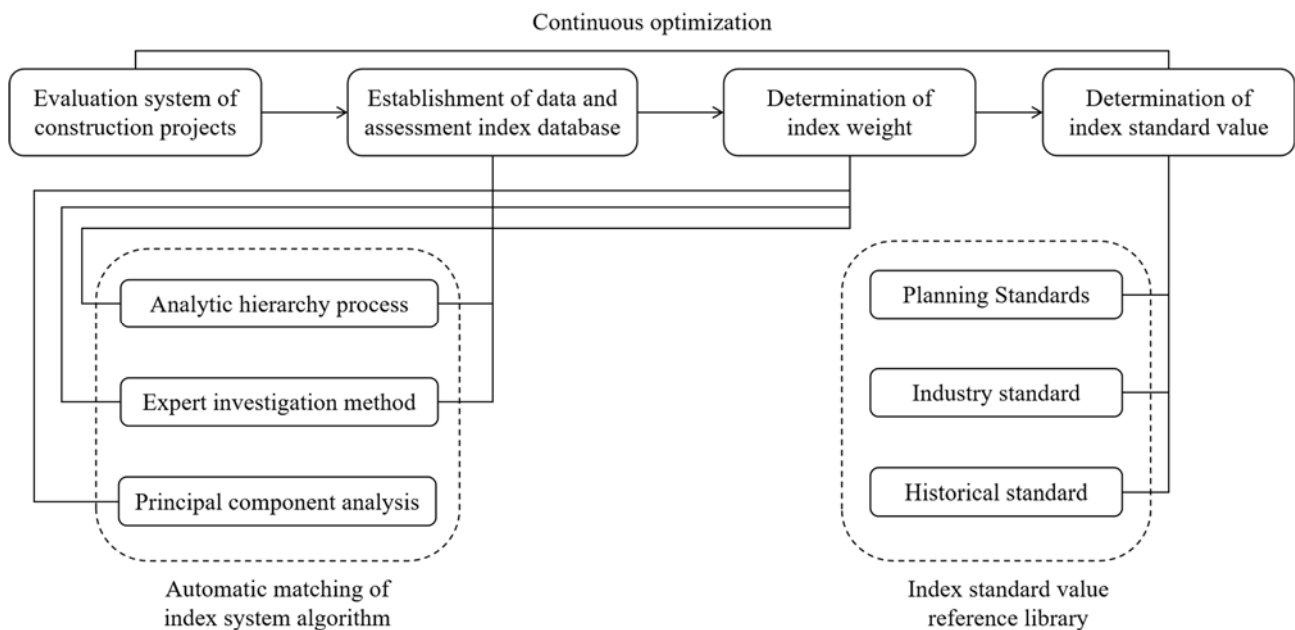 Continuous optimization
Evaluation system of
construction projects
Establishment of data and
assessment index database
Determination of
index weight
Determination of
index standard value
Analytic hierarchy process
Expert investigation method
Principal component analysis
Automatic matching of
index system algorithm
Planning Standards
Industry standard
Historical standard
Index standard value
reference library